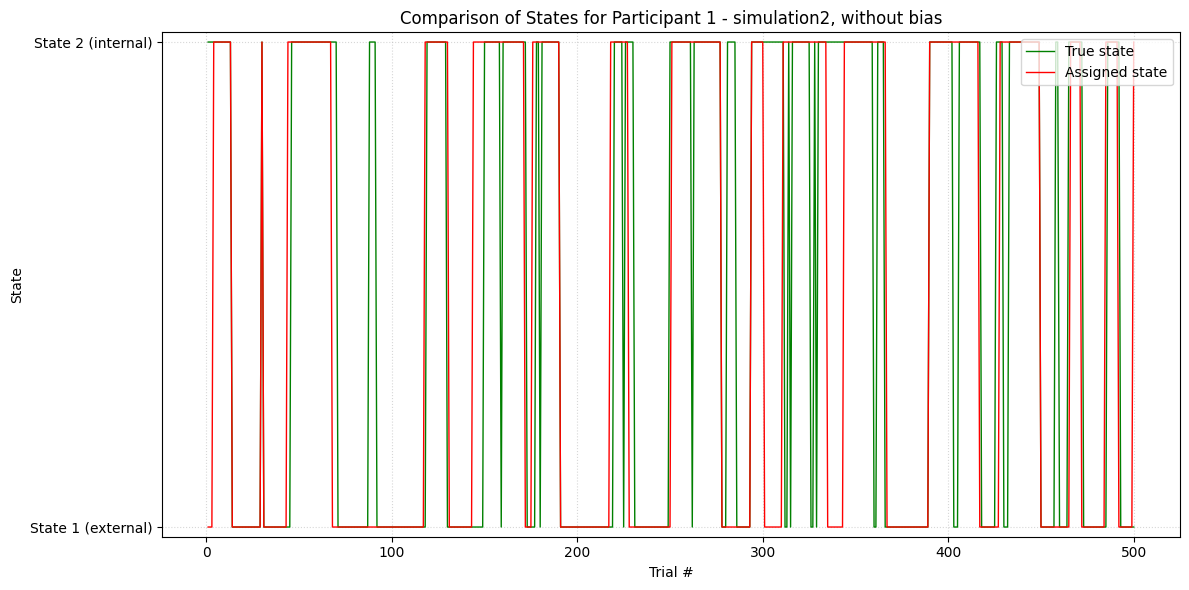 Comparison of States for Participant 1 - simulation2, without bias
State 2 (internal)
True state
Assigned state
State
State 1 (external)
0 100 200 300 400 500
Trial #